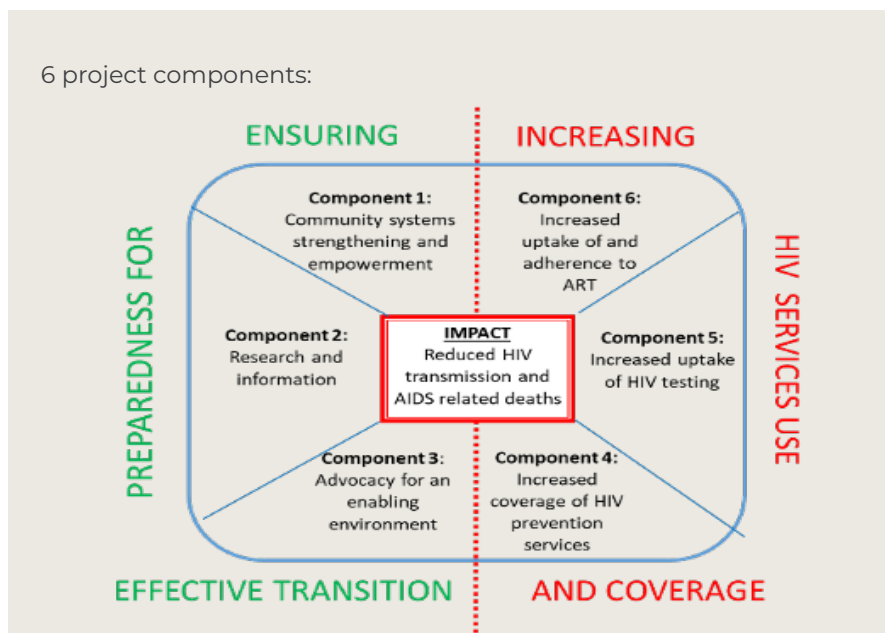 6 project components:
ENSURING
PREPAREDNESS FOR
EFFECTIVE TRANSITION
INCREASING
HIV SERVICES USE
AND COVERAGE
Component 1:
Community systems
strengthening and
empowerment
Component 2:
Research and
information
Component 3:
Advocacy for an
enabling
environment
Component 4:
Increased
coverage of HIV
prevention
services
Component 5:
Increased uptake
of HIV testing
Component 6:
Increased
uptake of and
adherence to
ART
IMPACT
Reduced HIV
transmission and
AIDS related deaths